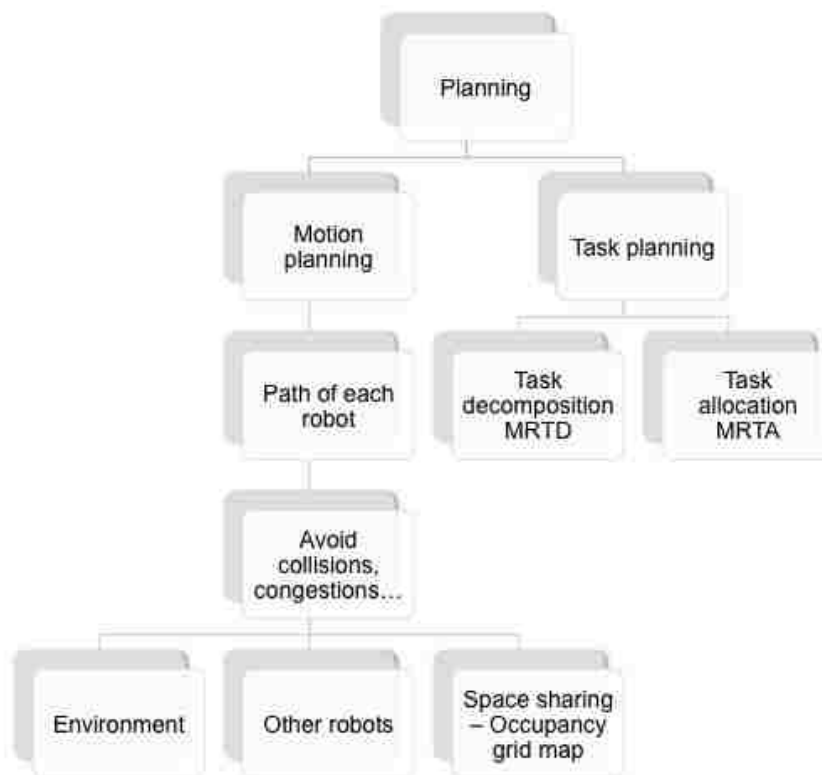 Planning
Motion
planning
Task planning
Path of each
robot
Task
decomposition
MRTD
Task
allocation
MRTA
Avoid
collisions,
congestions…
Environment
Other robots
Space sharing
– Occupancy
grid map